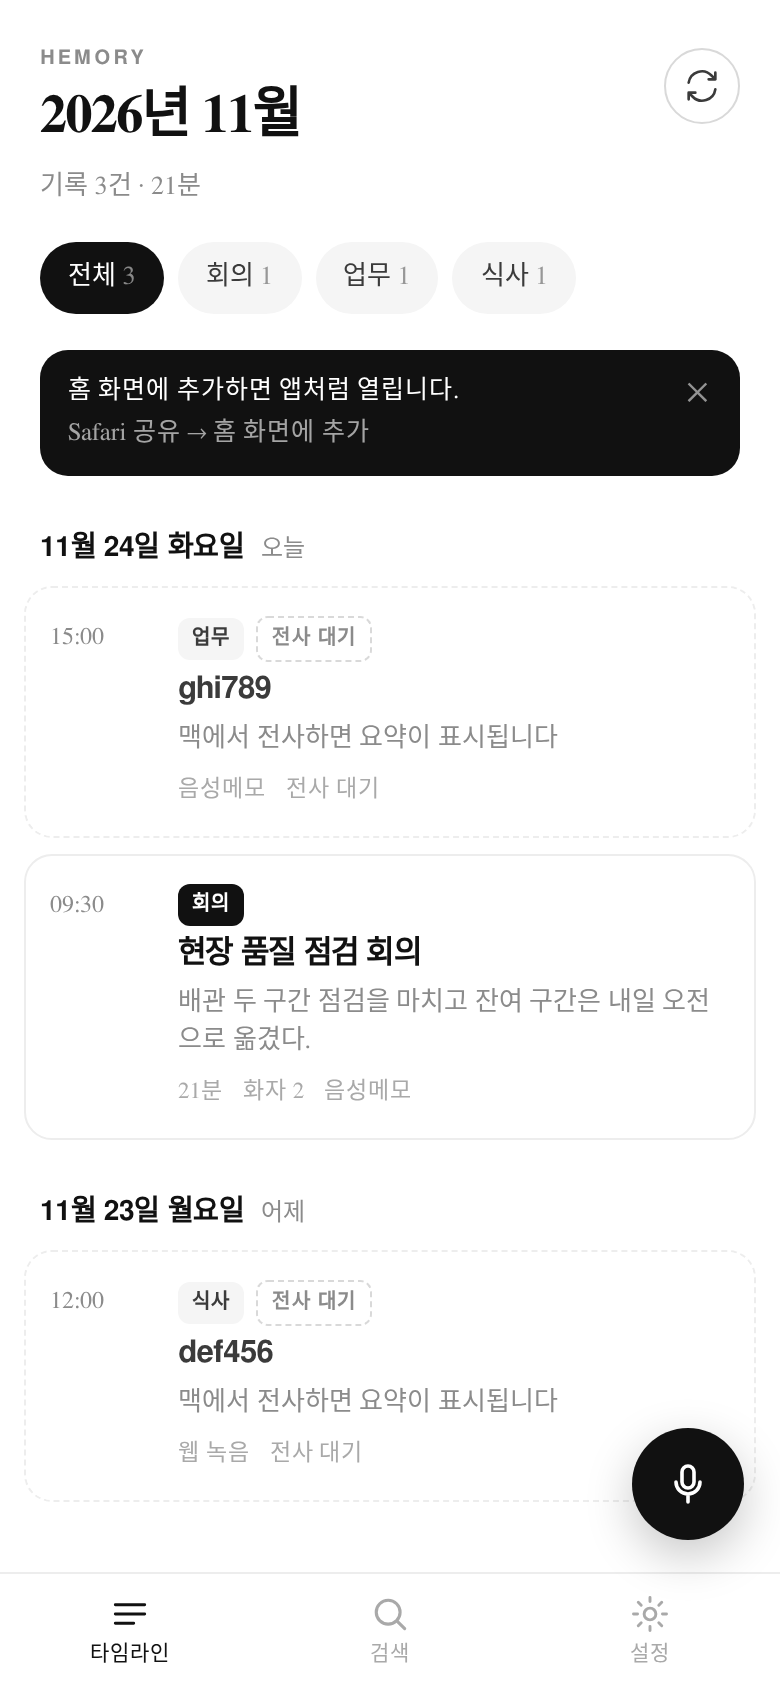 HEMORY
2026년 11월
기록 3건 · 21분
전체 3 회의 1 업무 1 식사 1
홈 화면에 추가하면 앱처럼 열립니다.
Safari 공유 → 홈 화면에 추가
11월 24일 화요일 오늘
15:00 업무 전사 대기
ghi789
맥에서 전사하면 요약이 표시됩니다
음성메모 전사 대기
09:30 회의
현장 품질 점검 회의
배관 두 구간 점검을 마치고 잔여 구간은 내일 오전
으로 옮겼다.
21분 화자 2 음성메모
11월 23일 월요일 어제
12:00 식사 전사 대기
def456
맥에서 전사하면 요약이 표시됩니다
웹 녹음 전사 대기
타임라인 검색 설정